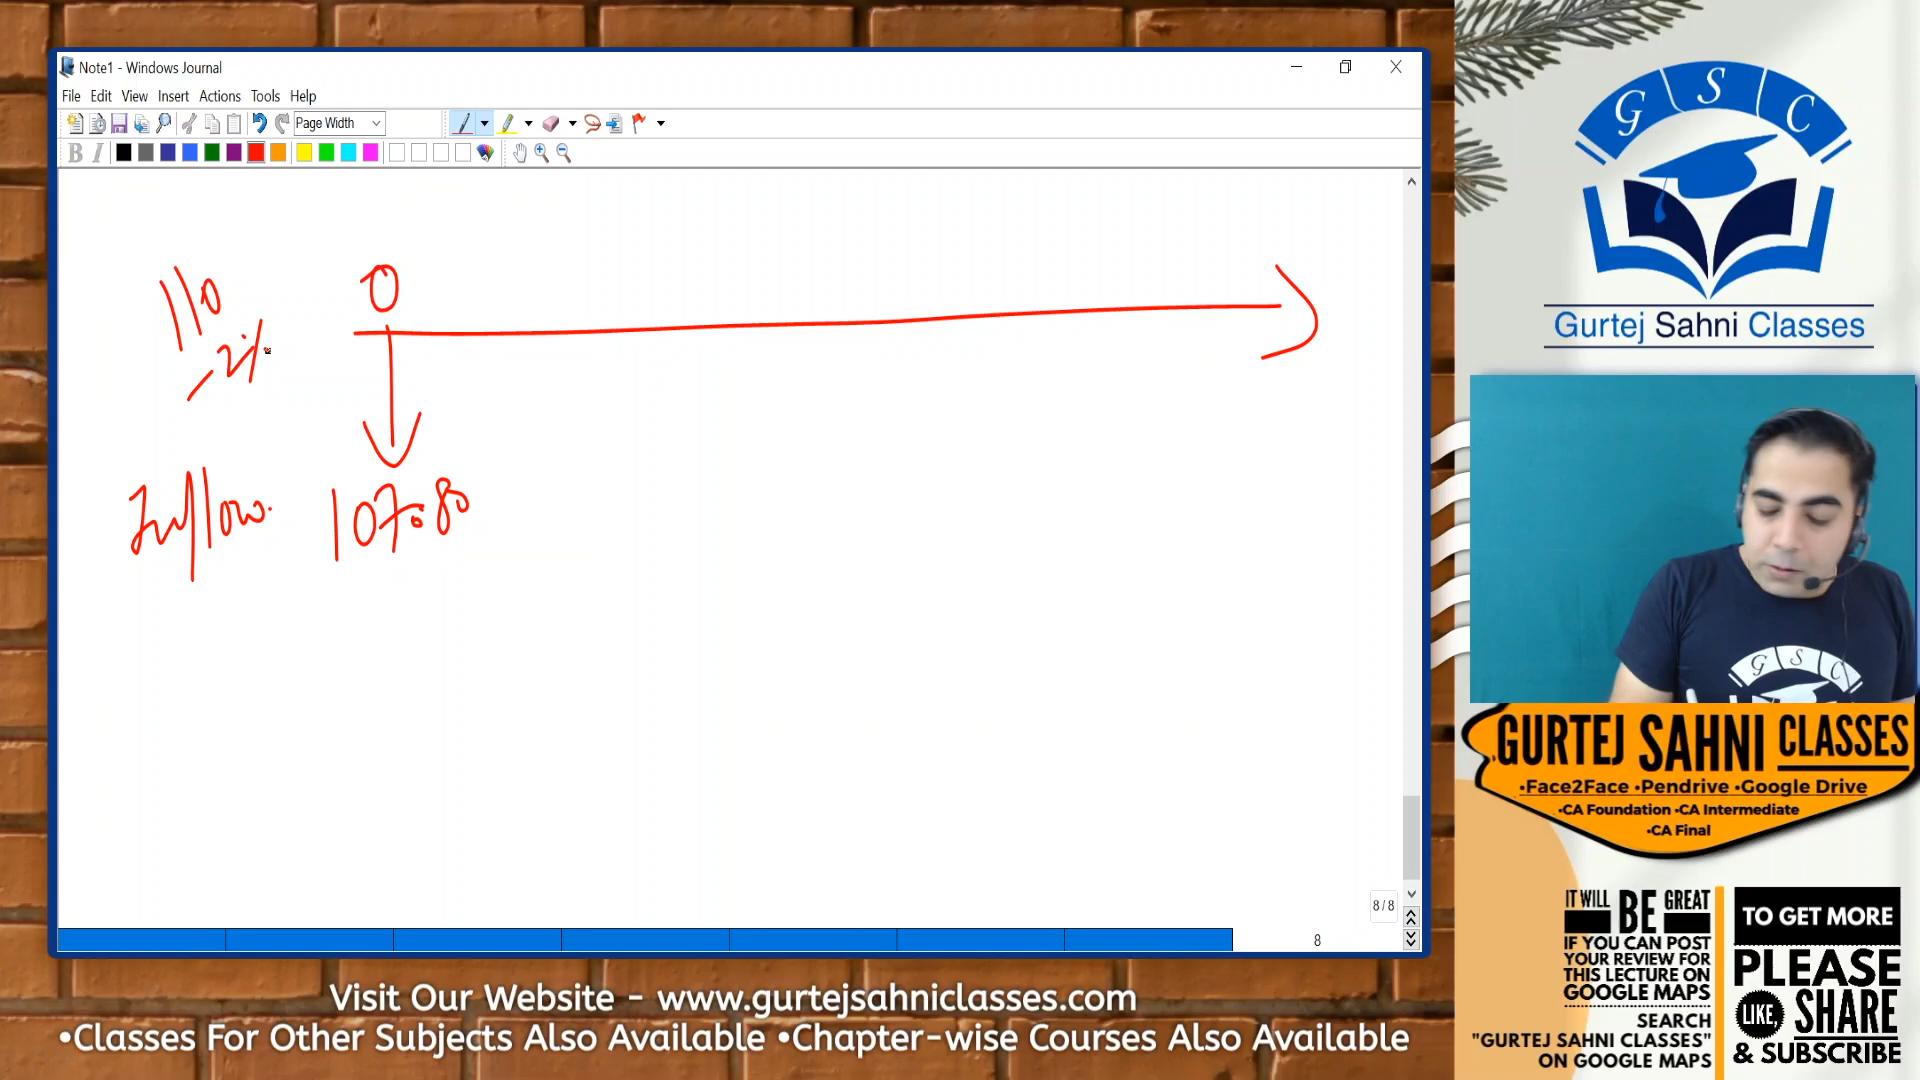 Note1 - Windows Journal
File Edit View Insert Actions Tools Help
Page Width
B I
110
- 2%
0
Inflow. 107.80
8 / 8
8
G S C
Gurtej Sahni Classes
G S C
GURTEJ SAHNI CLASSES
•Face2Face •Pendrive •Google Drive
•CA Foundation •CA Intermediate
•CA Final
IT WILL BE GREAT
IF YOU CAN POST
YOUR REVIEW FOR
THIS LECTURE ON
GOOGLE MAPS
SEARCH
"GURTEJ SAHNI CLASSES"
ON GOOGLE MAPS
TO GET MORE
PLEASE
LIKE, SHARE
& SUBSCRIBE
Visit Our Website - www.gurtejsahniclasses.com
•Classes For Other Subjects Also Available •Chapter-wise Courses Also Available